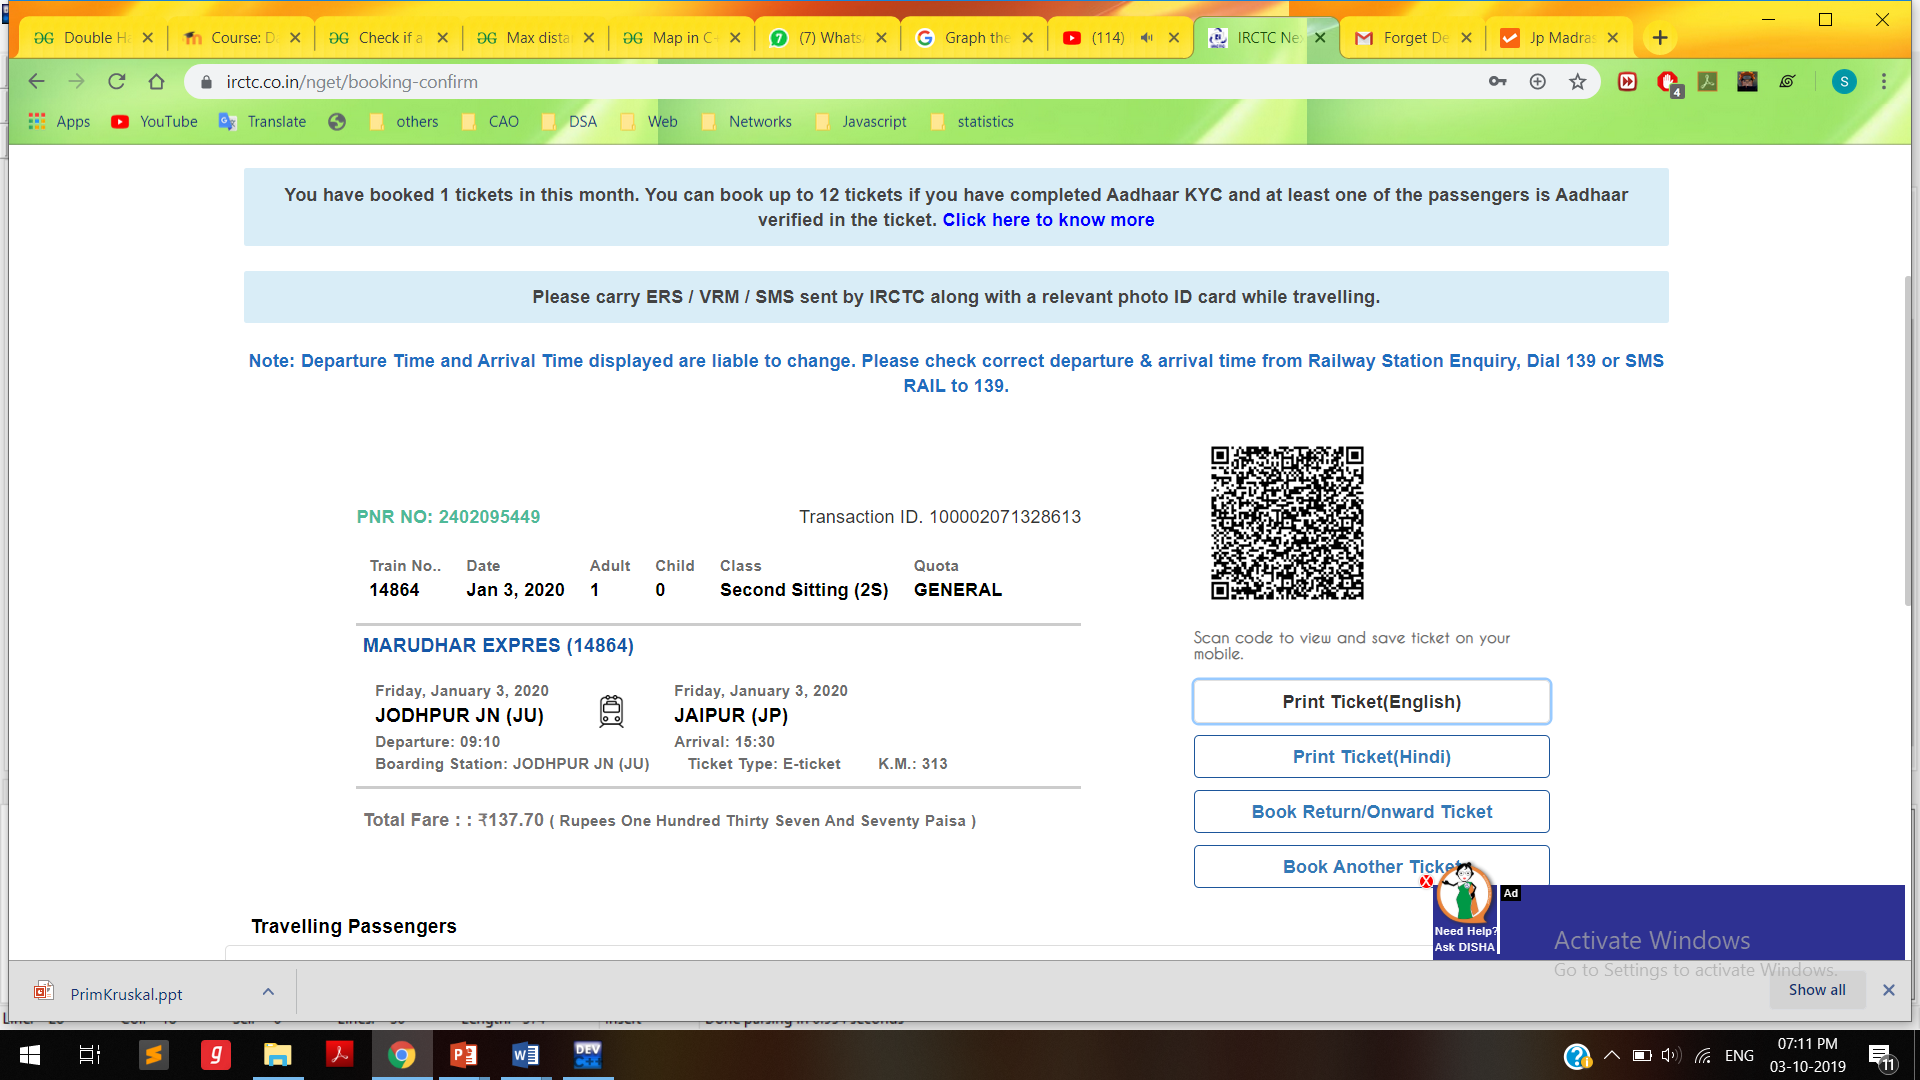 Double Ha
Course: D
Check if a
Max dista
Map in C+
(7) Whats
Graph the
(114)
IRCTC Ne
Forget De
Jp Madras
irctc.co.in/nget/booking-confirm
4
S
Apps
YouTube
Translate
others
CAO
DSA
Web
Networks
Javascript
statistics
You have booked 1 tickets in this month. You can book up to 12 tickets if you have completed Aadhaar KYC and at least one of the passengers is Aadhaar
verified in the ticket. Click here to know more
Please carry ERS / VRM / SMS sent by IRCTC along with a relevant photo ID card while travelling.
Note: Departure Time and Arrival Time displayed are liable to change. Please check correct departure & arrival time from Railway Station Enquiry, Dial 139 or SMS
RAIL to 139.
PNR NO: 2402095449
Transaction ID. 100002071328613
Train No.. Date Adult Child Class Quota
14864 Jan 3, 2020 1 0 Second Sitting (2S) GENERAL
MARUDHAR EXPRES (14864)
Friday, January 3, 2020 Friday, January 3, 2020
JODHPUR JN (JU) JAIPUR (JP)
Departure: 09:10 Arrival: 15:30
Boarding Station: JODHPUR JN (JU) Ticket Type: E-ticket K.M.: 313
Total Fare : : ₹137.70 ( Rupees One Hundred Thirty Seven And Seventy Paisa )
Scan code to view and save ticket on your
mobile.
Print Ticket(English)
Print Ticket(Hindi)
Book Return/Onward Ticket
Book Another Ticket
Travelling Passengers
Ad
Need Help?
Ask DISHA
Activate Windows
Go to Settings to activate Windows.
PrimKruskal.ppt
Show all
Done parsing in 0.994 seconds
DEV
C++
ENG
07:11 PM
03-10-2019
11